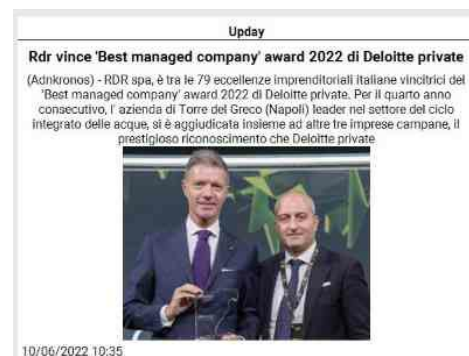 Upday
Rdr vince 'Best managed company' award 2022 di Deloitte private
(Adnkronos) - RDR spa, è tra le 79 eccellenze imprenditoriali italiane vincitrici del
'Best managed company' award 2022 di Deloitte private. Per il quarto anno
consecutivo, l' azienda di Torre del Greco (Napoli) leader nel settore del ciclo
integrato delle acque, si è aggiudicata insieme ad altre tre imprese campane, il
prestigioso riconoscimento che Deloitte private
10/06/2022 10:35